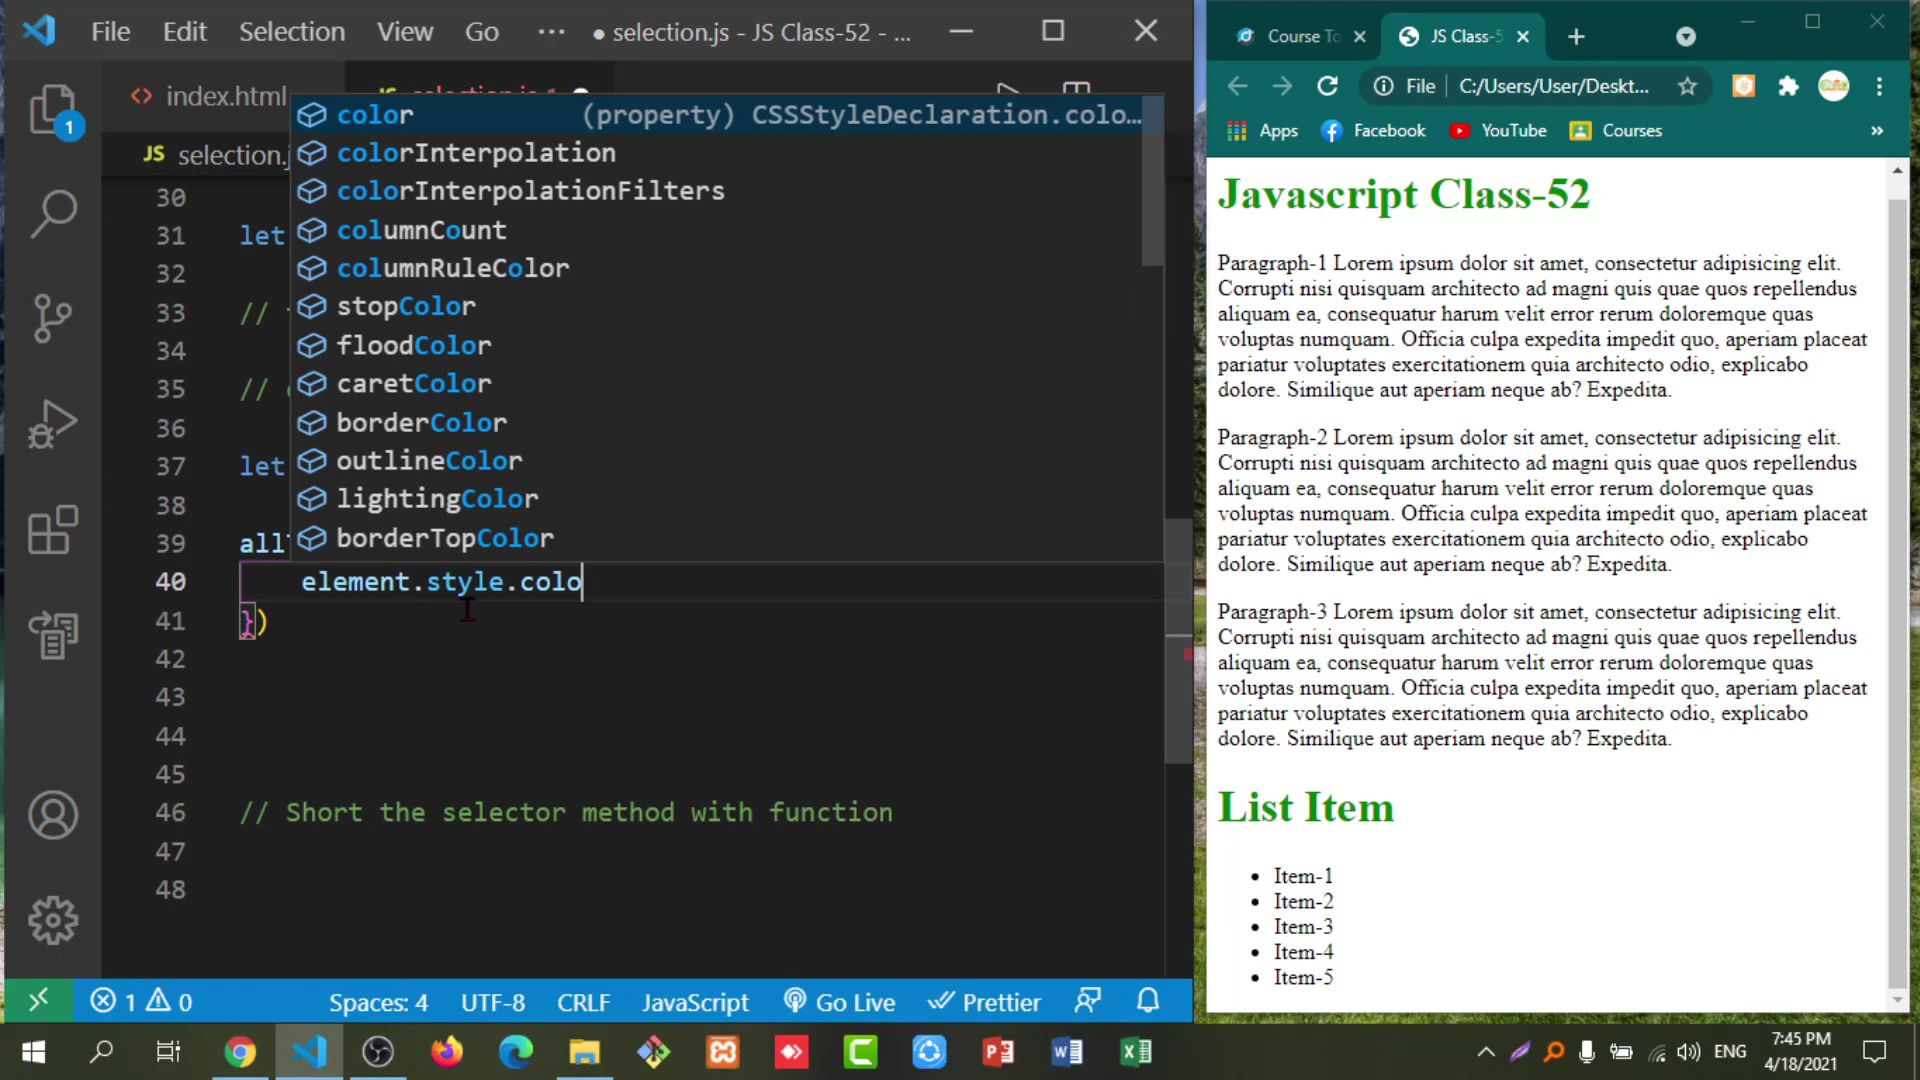 File Edit Selection View Go ··· ● selection.js - JS Class-52 - ...
<> index.html
JS selection.j
color (property) CSSStyleDeclaration.colo…
colorInterpolation
colorInterpolationFilters
columnCount
columnRuleColor
stopColor
floodColor
caretColor
borderColor
outlineColor
lightingColor
borderTopColor
30
31 let
32
33 //
34
35 //
36
37 let
38
39 all
40 element.style.colo
41 })
42
43
44
45
46 // Short the selector method with function
47
48
1
1 0 Spaces: 4 UTF-8 CRLF JavaScript Go Live Prettier
Course To JS Class-5
File C:/Users/User/Deskt...
Apps Facebook YouTube Courses »
Javascript Class-52
Paragraph-1 Lorem ipsum dolor sit amet, consectetur adipisicing elit.
Corrupti nisi quisquam architecto ad magni quis quae quos repellendus
aliquam ea, consequatur harum velit error rerum doloremque quas
voluptas numquam. Officia culpa expedita impedit quo, aperiam placeat
pariatur voluptates exercitationem quia architecto odio, explicabo
dolore. Similique aut aperiam neque ab? Expedita.
Paragraph-2 Lorem ipsum dolor sit amet, consectetur adipisicing elit.
Corrupti nisi quisquam architecto ad magni quis quae quos repellendus
aliquam ea, consequatur harum velit error rerum doloremque quas
voluptas numquam. Officia culpa expedita impedit quo, aperiam placeat
pariatur voluptates exercitationem quia architecto odio, explicabo
dolore. Similique aut aperiam neque ab? Expedita.
Paragraph-3 Lorem ipsum dolor sit amet, consectetur adipisicing elit.
Corrupti nisi quisquam architecto ad magni quis quae quos repellendus
aliquam ea, consequatur harum velit error rerum doloremque quas
voluptas numquam. Officia culpa expedita impedit quo, aperiam placeat
pariatur voluptates exercitationem quia architecto odio, explicabo
dolore. Similique aut aperiam neque ab? Expedita.
List Item
• Item-1
• Item-2
• Item-3
• Item-4
• Item-5
ENG
7:45 PM
4/18/2021